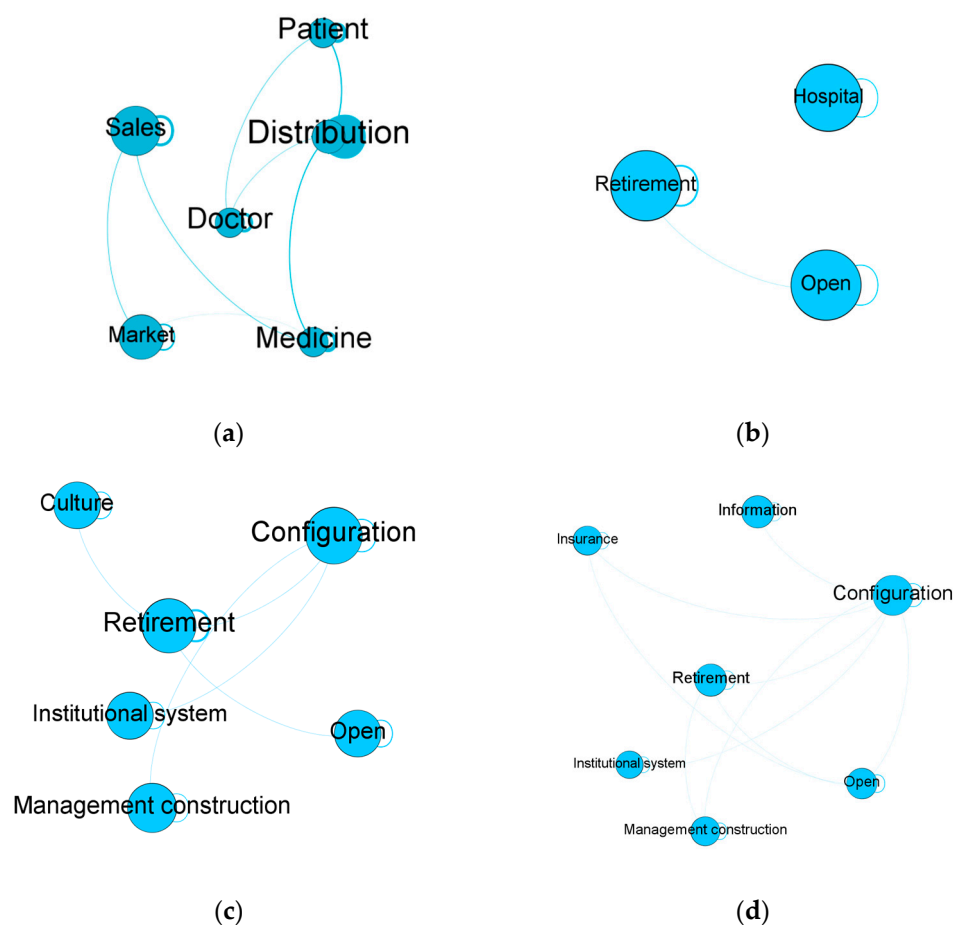 Patient
Sales
Distribution
Doctor
Market
Medicine
(a)
Hospital
Retirement
Open
(b)
Culture
Configuration
Retirement
Institutional system
Open
Management construction
(c)
Information
Insurance
Configuration
Retirement
Institutional system
Open
Management construction
(d)